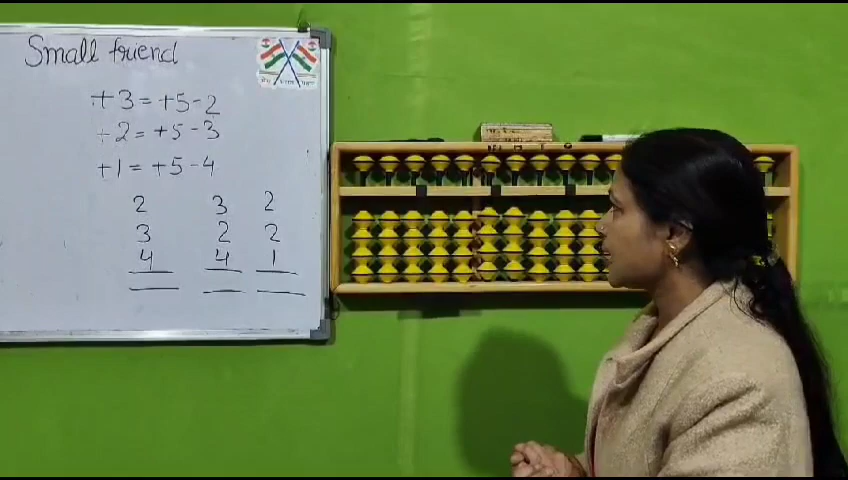 Small friend
+3 = +5-2
+2 = +5-3
+1 = +5-4
2 3 2
3 2 2
4 4 1